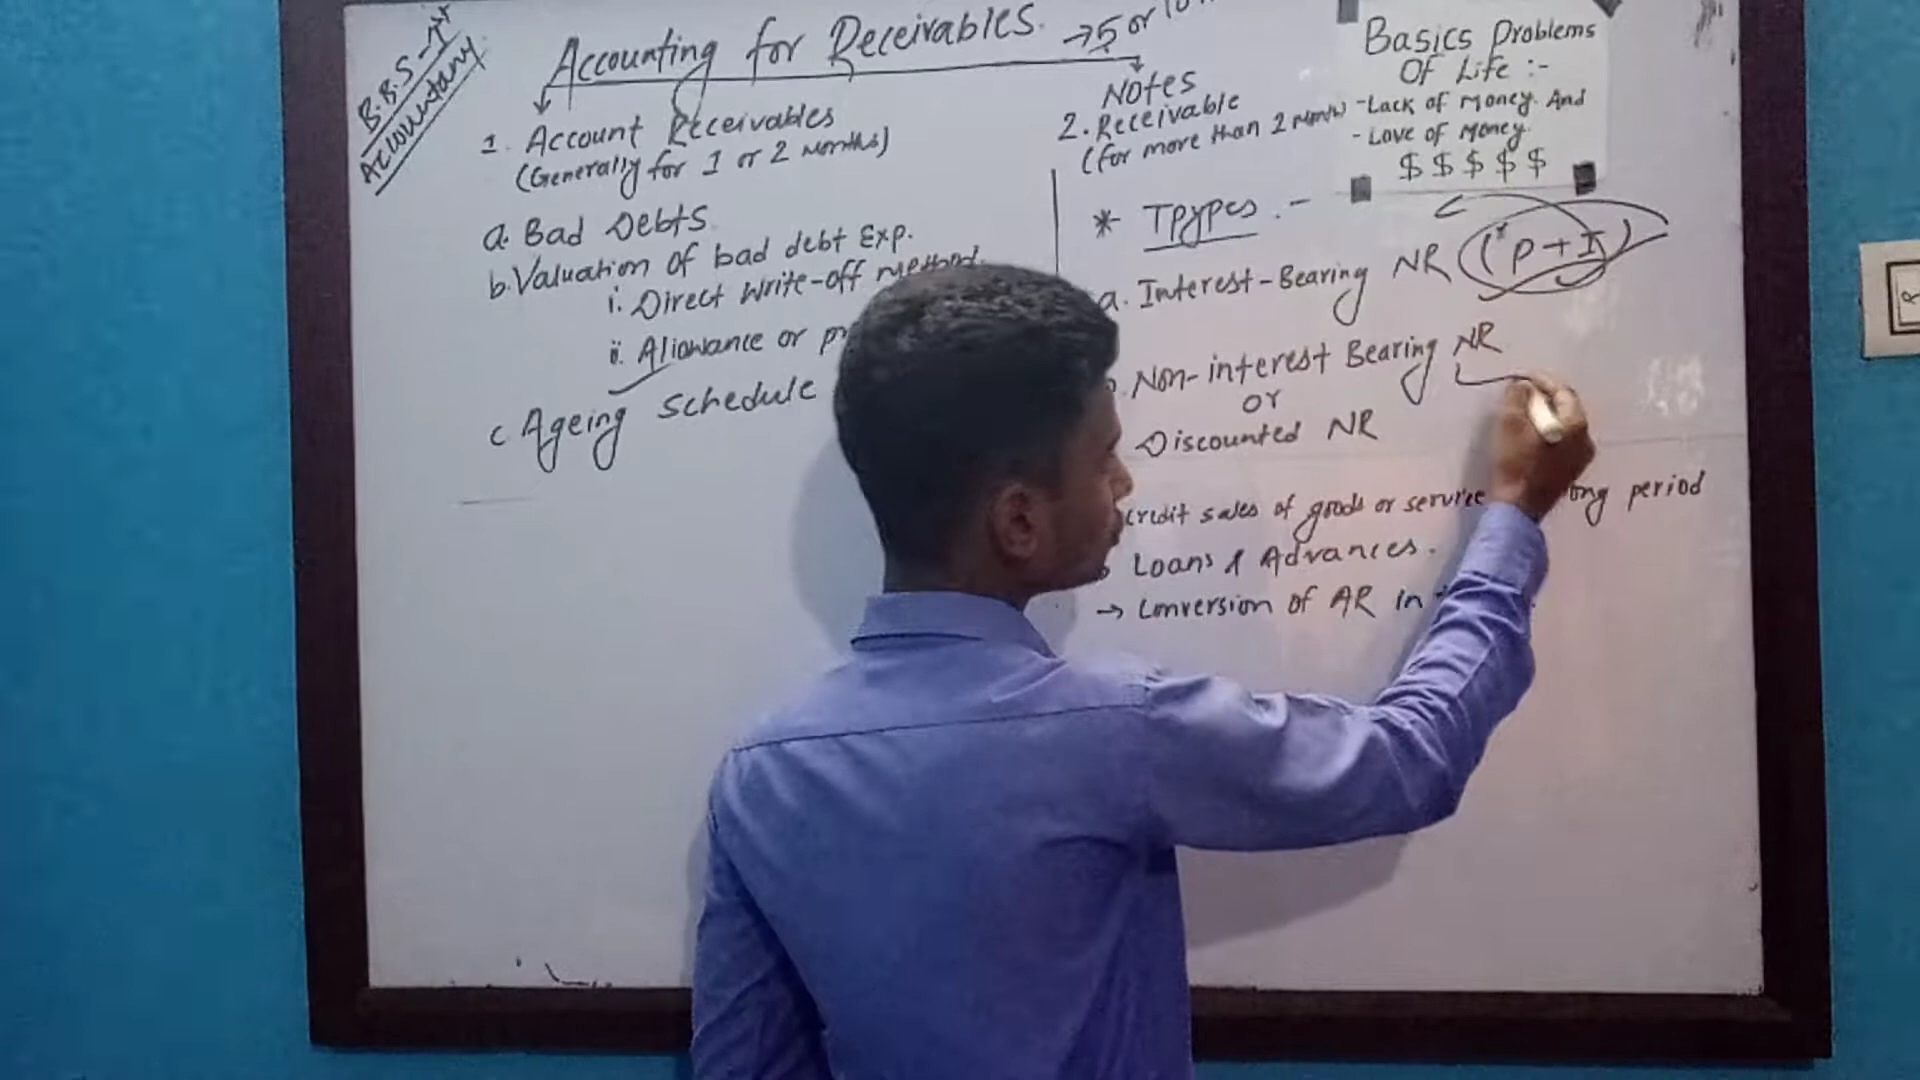 B.B.S - 1st
Accountany
Accounting for Receivables. → 5 or 10
1. Account Receivables
(Generally for 1 or 2 Months)
a. Bad Debts
b. Valuation of bad debt Exp.
i. Direct write-off method.
ii. Allowance or pr
c Ageing schedule
2. Notes
Receivable
(for more than 2 Month)
* Tpypes :-
a. Interest-Bearing NR (P + I)
Non-interest Bearing NR
or
Discounted NR
credit sales of goods or service ong period
Loans & Advances.
→ Conversion of AR in
Basics Problems
Of Life :-
- Lack of Money. And
- Love of Money.
$ $ $ $ $